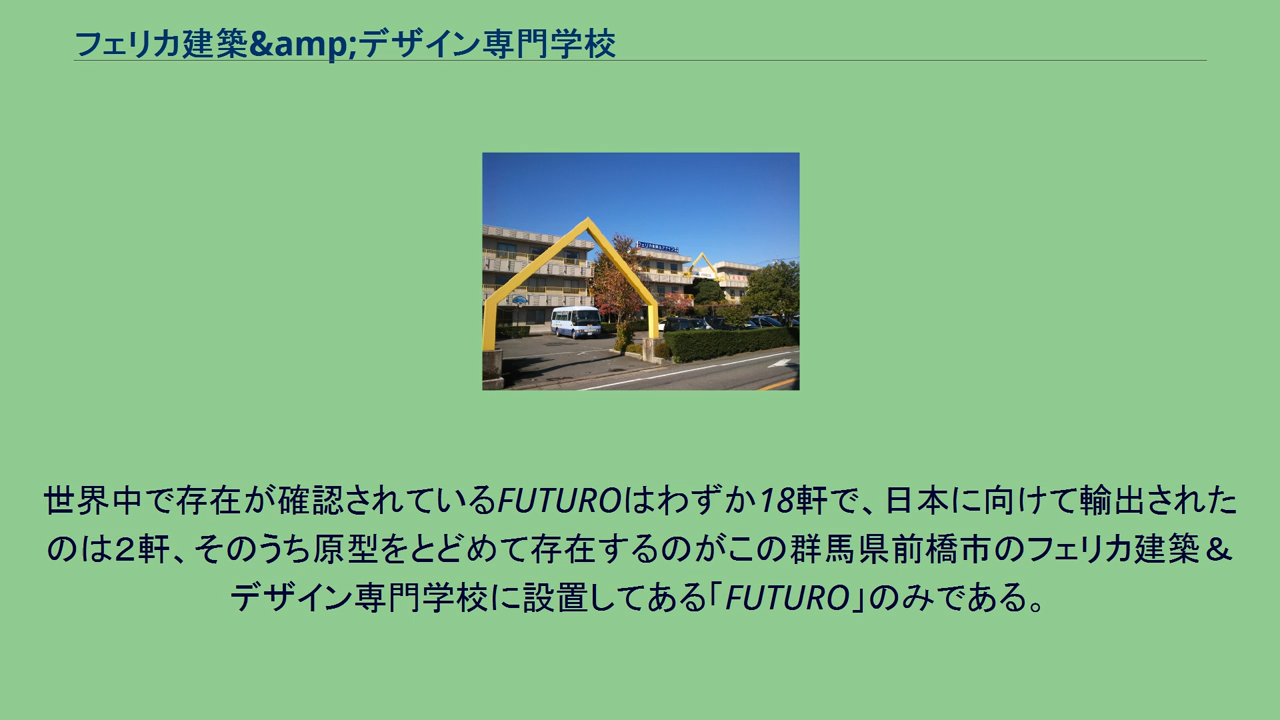 フェリカ建築&amp;デザイン専門学校
世界中で存在が確認されているFUTUROはわずか18軒で、日本に向けて輸出された
のは２軒、そのうち原型をとどめて存在するのがこの群馬県前橋市のフェリカ建築＆
デザイン専門学校に設置してある「FUTURO」のみである。